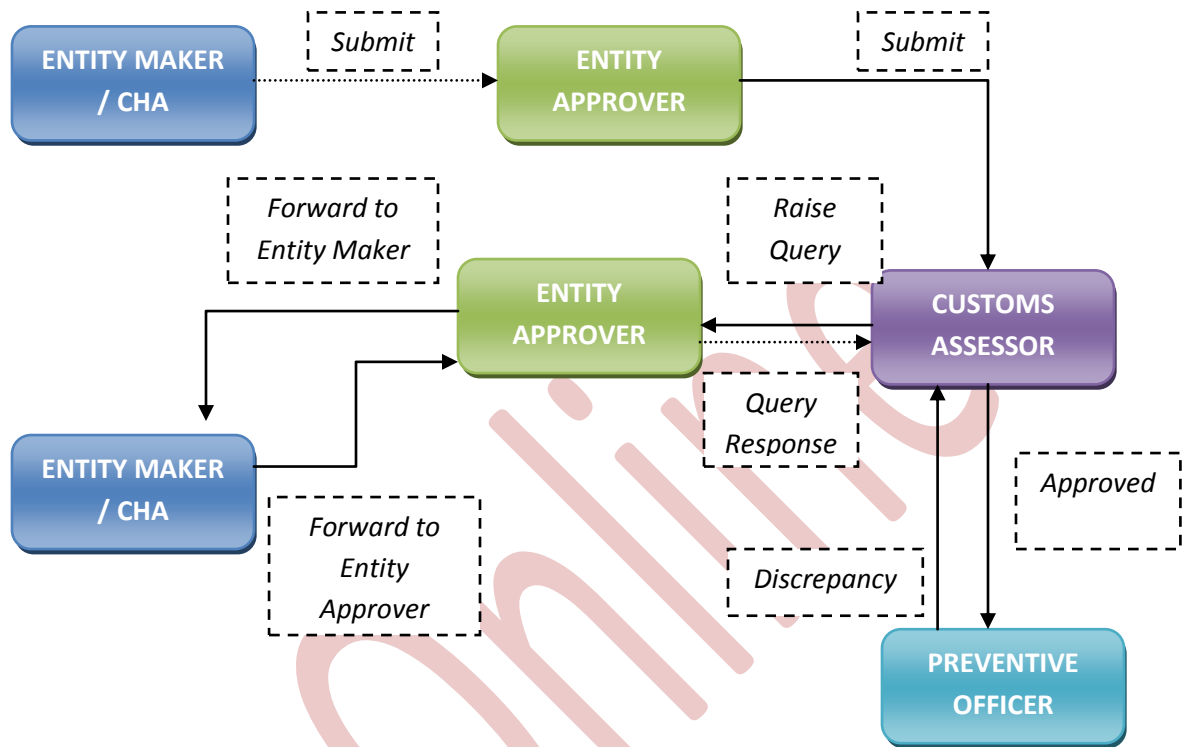 ENTITY MAKER
/ CHA
Submit
ENTITY
APPROVER
Submit
Forward to
Entity Maker
ENTITY
APPROVER
Raise
Query
CUSTOMS
ASSESSOR
Query
Response
ENTITY MAKER
/ CHA
Forward to
Entity
Approver
Approved
Discrepancy
PREVENTIVE
OFFICER
Online